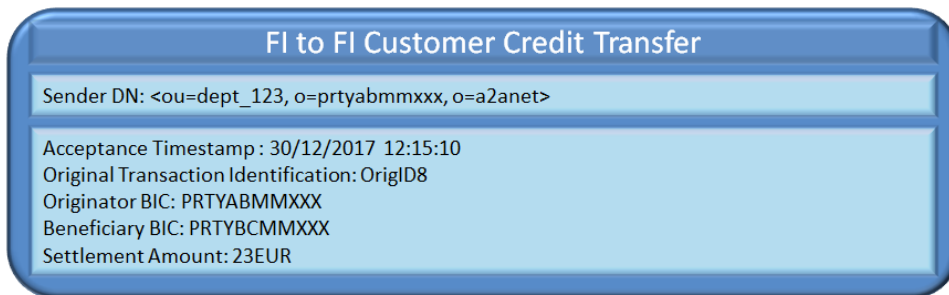 FI to FI Customer Credit Transfer
Sender DN: <ou=dept_123, o=prtyabmmxxx, o=a2anet>
Acceptance Timestamp : 30/12/2017 12:15:10
Original Transaction Identification: OrigID8
Originator BIC: PRTYABMMXXX
Beneficiary BIC: PRTYBCMMXXX
Settlement Amount: 23EUR